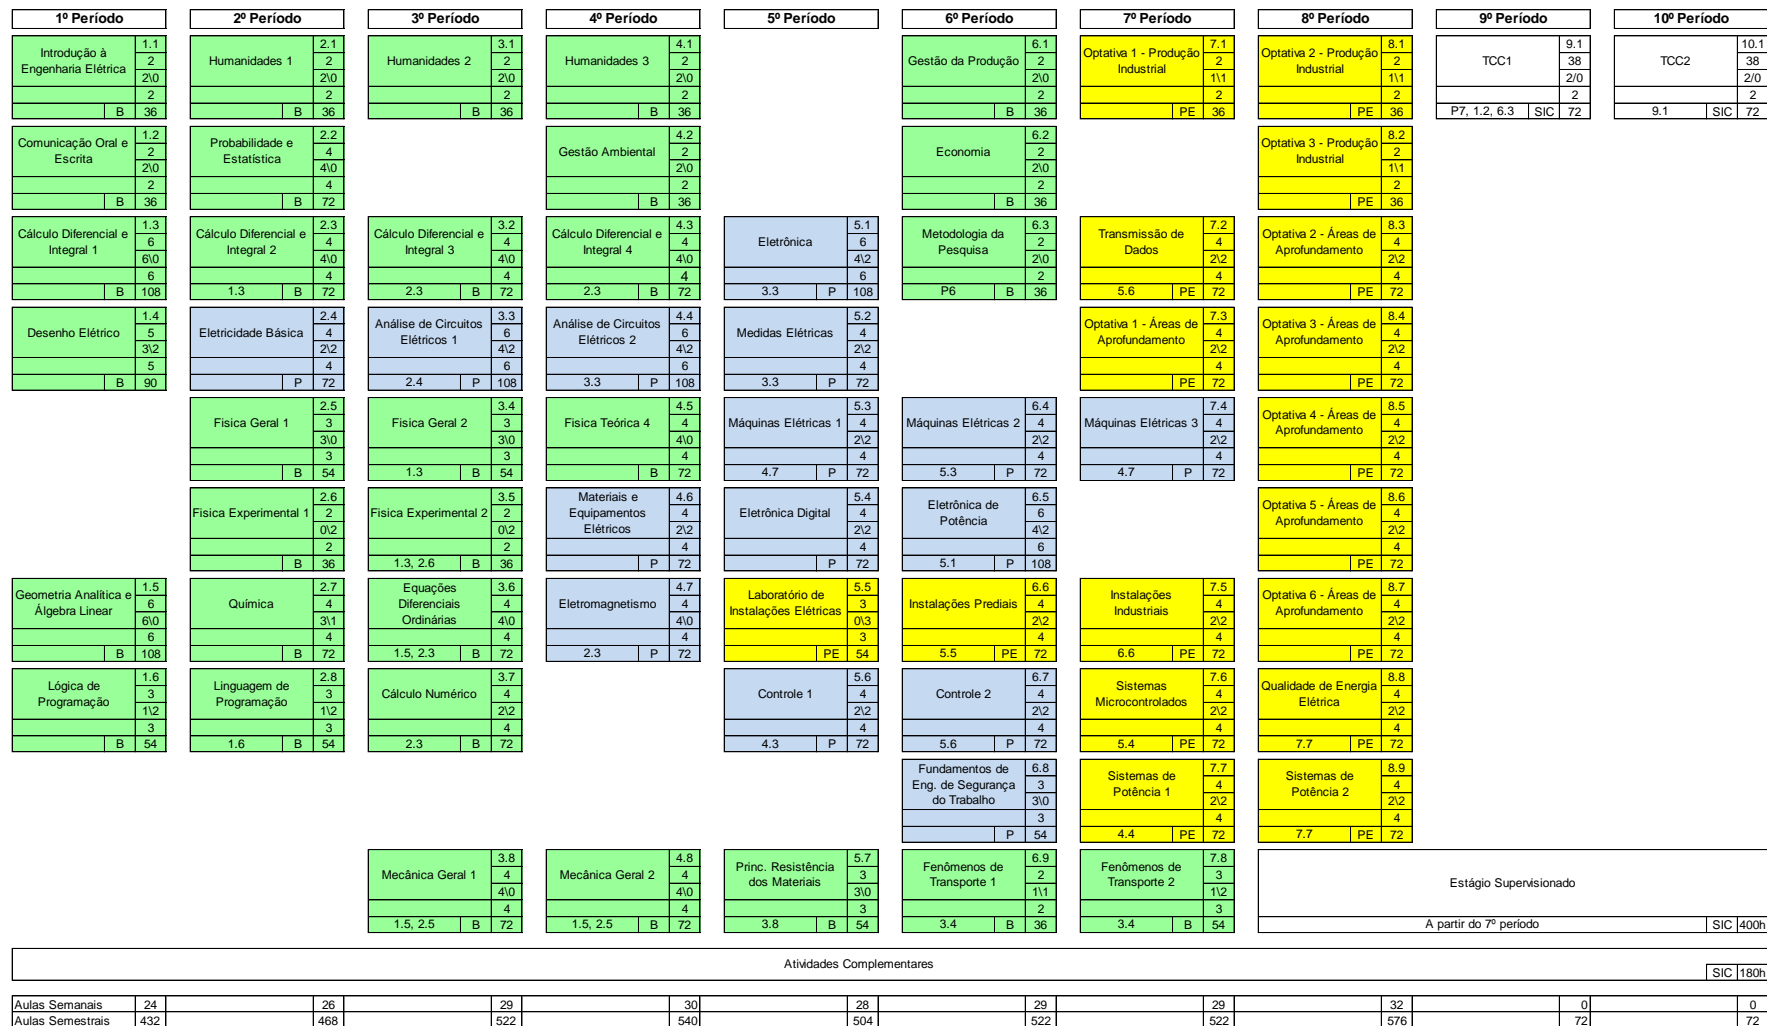 1º Período
2º Período
3º Período
4º Período
5º Período
6º Período
7º Período
8º Período
9º Período
10º Período
Introdução à
Engenharia Elétrica
1.1
2
2\0
2
B 36
Humanidades 1
2.1
2
2\0
2
B 36
Humanidades 2
3.1
2
2\0
2
B 36
Humanidades 3
4.1
2
2\0
2
B 36
Gestão da Produção
6.1
2
2\0
2
B 36
Optativa 1 - Produção
Industrial
7.1
2
1\1
2
PE 36
Optativa 2 - Produção
Industrial
8.1
2
1\1
2
PE 36
TCC1
9.1
38
2/0
2
P7, 1.2, 6.3 SIC 72
TCC2
10.1
38
2/0
2
9.1 SIC 72
Comunicação Oral e
Escrita
1.2
2
2\0
2
B 36
Probabilidade e
Estatística
2.2
4
4\0
4
B 72
Gestão Ambiental
4.2
2
2\0
2
B 36
Economia
6.2
2
2\0
2
B 36
Optativa 3 - Produção
Industrial
8.2
2
1\1
2
PE 36
Cálculo Diferencial e
Integral 1
1.3
6
6\0
6
B 108
Cálculo Diferencial e
Integral 2
2.3
4
4\0
4
1.3 B 72
Cálculo Diferencial e
Integral 3
3.2
4
4\0
4
2.3 B 72
Cálculo Diferencial e
Integral 4
4.3
4
4\0
4
2.3 B 72
Eletrônica
5.1
6
4\2
6
3.3 P 108
Metodologia da
Pesquisa
6.3
2
2\0
2
P6 B 36
Transmissão de
Dados
7.2
4
2\2
4
5.6 PE 72
Optativa 2 - Áreas de
Aprofundamento
8.3
4
2\2
4
PE 72
Desenho Elétrico
1.4
5
3\2
5
B 90
Eletricidade Básica
2.4
4
2\2
4
P 72
Análise de Circuitos
Elétricos 1
3.3
6
4\2
6
2.4 P 108
Análise de Circuitos
Elétricos 2
4.4
6
4\2
6
3.3 P 108
Medidas Elétricas
5.2
4
2\2
4
3.3 P 72
Optativa 1 - Áreas de
Aprofundamento
7.3
4
2\2
4
PE 72
Optativa 3 - Áreas de
Aprofundamento
8.4
4
2\2
4
PE 72
Fisica Geral 1
2.5
3
3\0
3
B 54
Fisica Geral 2
3.4
3
3\0
3
1.3 B 54
Fisica Teórica 4
4.5
4
4\0
4
B 72
Máquinas Elétricas 1
5.3
4
2\2
4
4.7 P 72
Máquinas Elétricas 2
6.4
4
2\2
4
5.3 P 72
Máquinas Elétricas 3
7.4
4
2\2
4
4.7 P 72
Optativa 4 - Áreas de
Aprofundamento
8.5
4
2\2
4
PE 72
Fisica Experimental 1
2.6
2
0\2
2
B 36
Fisica Experimental 2
3.5
2
0\2
2
1.3, 2.6 B 36
Materiais e
Equipamentos
Elétricos
4.6
4
2\2
4
P 72
Eletrônica Digital
5.4
4
2\2
4
P 72
Eletrônica de
Potência
6.5
6
4\2
6
5.1 P 108
Optativa 5 - Áreas de
Aprofundamento
8.6
4
2\2
4
PE 72
Geometria Analítica e
Álgebra Linear
1.5
6
6\0
6
B 108
Química
2.7
4
3\1
4
B 72
Equações
Diferenciais
Ordinárias
3.6
4
4\0
4
1.5, 2.3 B 72
Eletromagnetismo
4.7
4
4\0
4
2.3 P 72
Laboratório de
Instalações Elétricas
5.5
3
0\3
3
PE 54
Instalações Prediais
6.6
4
2\2
4
5.5 PE 72
Instalações
Industriais
7.5
4
2\2
4
6.6 PE 72
Optativa 6 - Áreas de
Aprofundamento
8.7
4
2\2
4
PE 72
Lógica de
Programação
1.6
3
1\2
3
B 54
Linguagem de
Programação
2.8
3
1\2
3
1.6 B 54
Cálculo Numérico
3.7
4
2\2
4
2.3 B 72
Controle 1
5.6
4
2\2
4
4.3 P 72
Controle 2
6.7
4
2\2
4
5.6 P 72
Sistemas
Microcontrolados
7.6
4
2\2
4
5.4 PE 72
Qualidade de Energia
Elétrica
8.8
4
2\2
4
7.7 PE 72
Fundamentos de
Eng. de Segurança
do Trabalho
6.8
3
3\0
3
P 54
Sistemas de
Potência 1
7.7
4
2\2
4
4.4 PE 72
Sistemas de
Potência 2
8.9
4
2\2
4
7.7 PE 72
Mecânica Geral 1
3.8
4
4\0
4
1.5, 2.5 B 72
Mecânica Geral 2
4.8
4
4\0
4
1.5, 2.5 B 72
Princ. Resistência
dos Materiais
5.7
3
3\0
3
3.8 B 54
Fenômenos de
Transporte 1
6.9
2
1\1
2
3.4 B 36
Fenômenos de
Transporte 2
7.8
3
1\2
3
3.4 B 54
Estágio Supervisionado
A partir do 7º período SIC 400h
Atividades Complementares
SIC 180h
Aulas Semanais 24 26 29 30 28 29 29 32 0 0
Aulas Semestrais 432 468 522 540 504 522 522 576 72 72